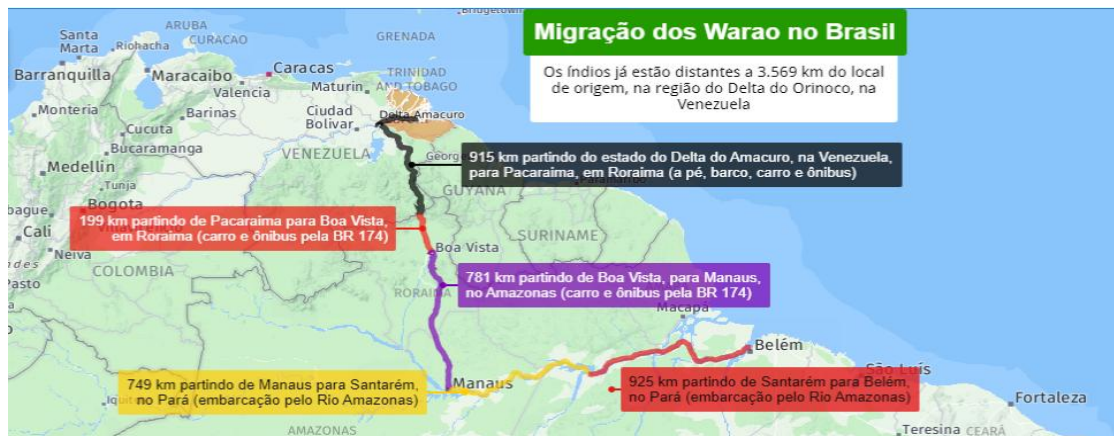 Migração dos Warao no Brasil
Os índios já estão distantes a 3.569 km do local
de origem, na região do Delta do Orinoco, na
Venezuela
ARUBA
CURACAO
GRENADA
Santa
Marta
Riohacha
Barranquilla
Maracaibo
Caracas
Valencia
Maturin
TRINIDAD
AND TOBAGO
Montería
Barinas
Ciudad
Bolivar
Delta Amacuro
Cucuta
Bucaramanga
VENEZUELA
Medellin
Tunja
915 km partindo do estado do Delta do Amacuro, na Venezuela,
para Pacaraima, em Roraima (a pé, barco, carro e ônibus)
GUYANA
Bogota
199 km partindo de Pacaraima para Boa Vista,
em Roraima (carro e ônibus pela BR 174)
Cali
Neiva
SURINAME
Boa Vista
COLOMBIA
Pasto
781 km partindo de Boa Vista, para Manaus,
no Amazonas (carro e ônibus pela BR 174)
Macapá
Belém
São Luís
749 km partindo de Manaus para Santarém,
no Pará (embarcação pelo Rio Amazonas)
Manaus
925 km partindo de Santarém para Belém,
no Pará (embarcação pelo Rio Amazonas)
Fortaleza
AMAZONAS
Teresina
CEARÁ